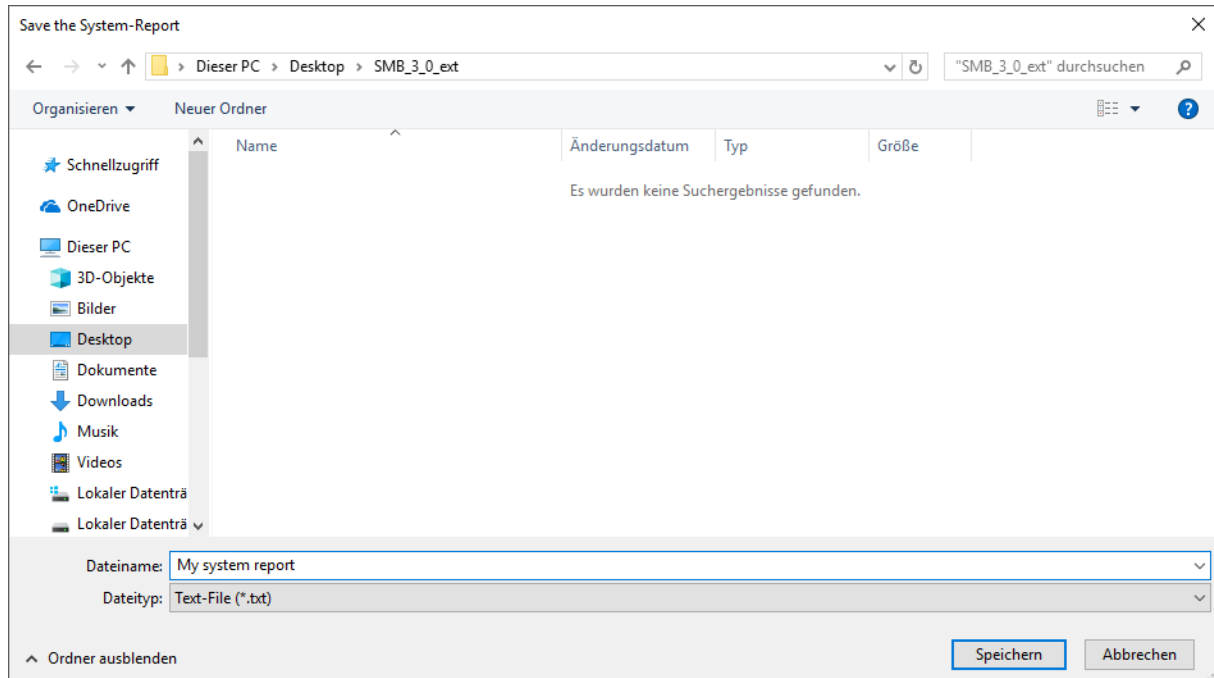 Save the System-Report
Dieser PC > Desktop > SMB_3_0_ext
"SMB_3_0_ext" durchsuchen
Organisieren
Neuer Ordner
?
Name
Änderungsdatum
Typ
Größe
Es wurden keine Suchergebnisse gefunden.
Schnellzugriff
OneDrive
Dieser PC
3D-Objekte
Bilder
Desktop
Dokumente
Downloads
Musik
Videos
Lokaler Datenträ
Lokaler Datenträ
Dateiname: My system report
Dateityp: Text-File (*.txt)
Ordner ausblenden
Speichern
Abbrechen